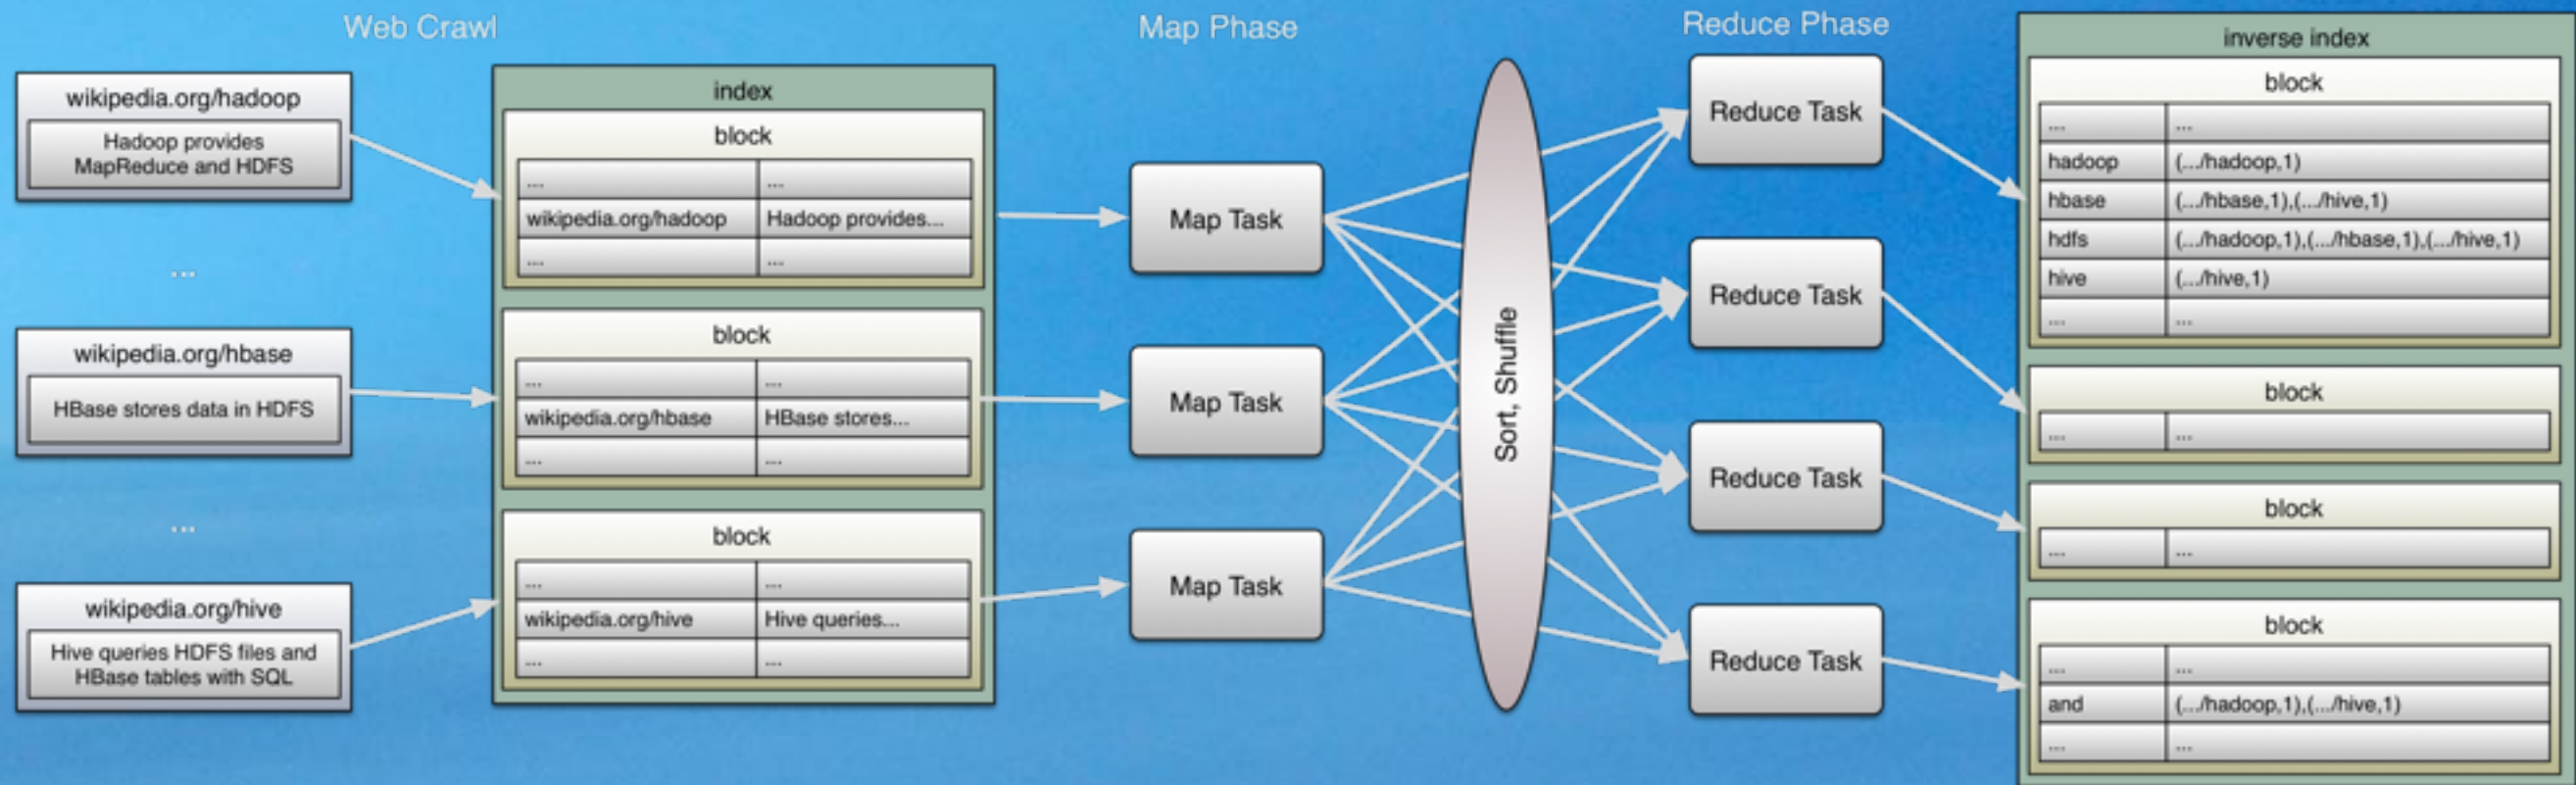 Web Crawl
wikipedia.org/hadoop
Hadoop provides
MapReduce and HDFS
...
wikipedia.org/hbase
HBase stores data in HDFS
...
wikipedia.org/hive
Hive queries HDFS files and
HBase tables with SQL
index
block
... ...
wikipedia.org/hadoop Hadoop provides...
... ...
block
... ...
wikipedia.org/hbase HBase stores...
... ...
block
... ...
wikipedia.org/hive Hive queries...
... ...
Map Phase
Map Task
Map Task
Map Task
Sort, Shuffle
Reduce Phase
Reduce Task
Reduce Task
Reduce Task
Reduce Task
inverse index
block
... ...
hadoop (.../hadoop,1)
hbase (.../hbase,1),(.../hive,1)
hdfs (.../hadoop,1),(.../hbase,1),(.../hive,1)
hive (.../hive,1)
... ...
block
... ...
block
... ...
block
... ...
and (.../hadoop,1),(.../hive,1)
... ...